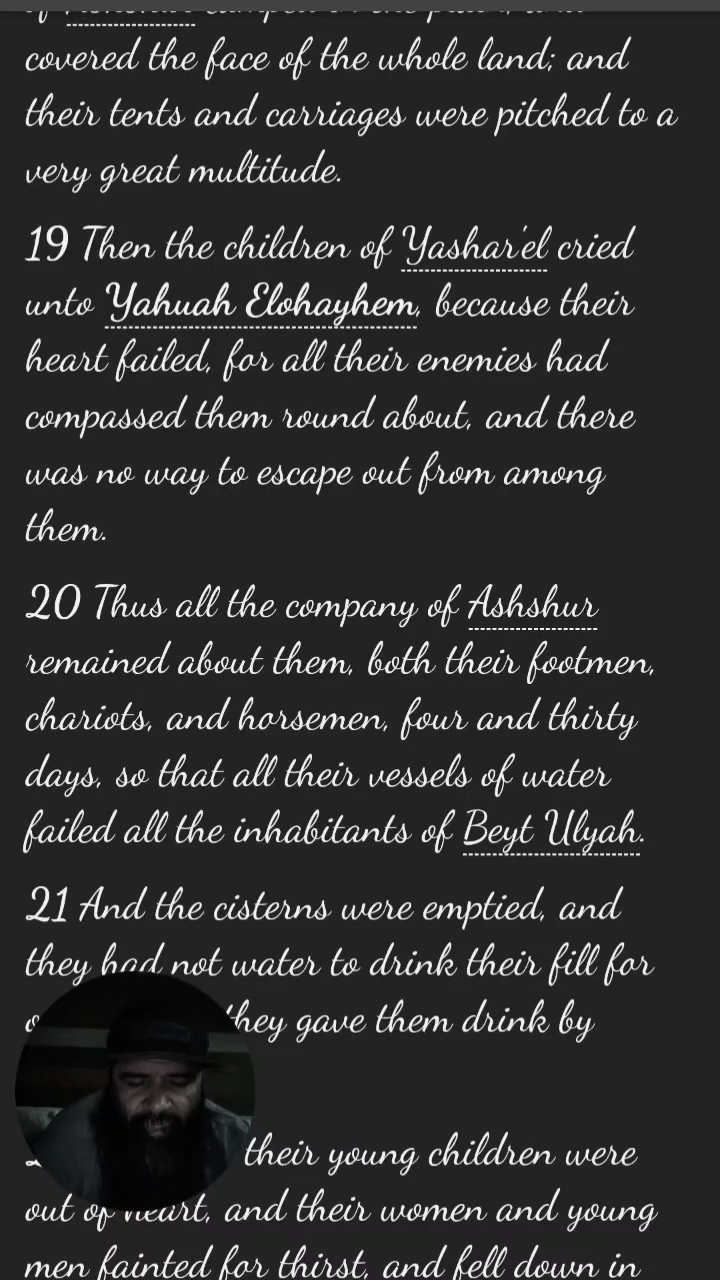 covered the face of the whole land; and
their tents and carriages were pitched to a
very great multitude.
19 Then the children of Yashar'el cried
unto Yahuah Elohayhem, because their
heart failed, for all their enemies had
compassed them round about, and there
was no way to escape out from among
them.
20 Thus all the company of Ashshur
remained about them, both their footmen,
chariots, and horsemen, four and thirty
days, so that all their vessels of water
failed all the inhabitants of Beyt Ulyah.
21 And the cisterns were emptied, and
they had not water to drink their fill for
they gave them drink by
their young children were
out of heart, and their women and young
men fainted for thirst, and fell down in